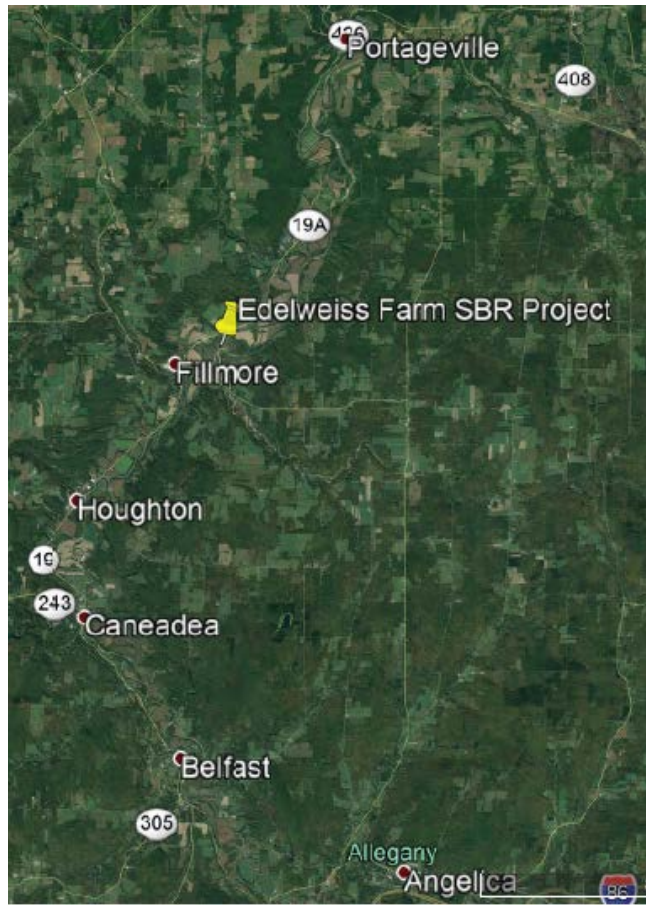 436
Portageville
408
19A
Edelweiss Farm SBR Project
Fillmore
Houghton
19
243
Caneadea
Belfast
305
Allegany
Angelica
86